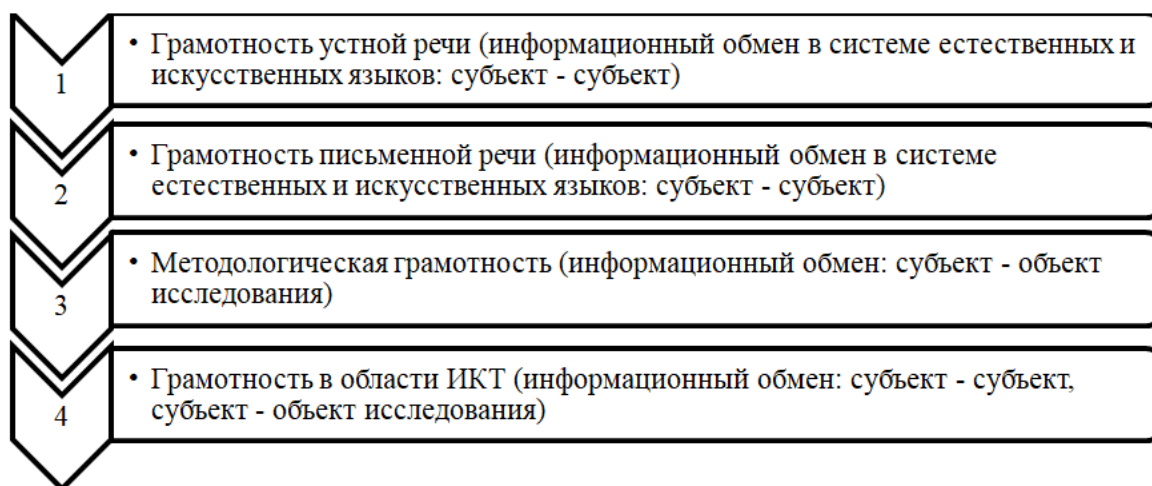 1
• Грамотность устной речи (информационный обмен в системе естественных и
искусственных языков: субъект - субъект)
2
• Грамотность письменной речи (информационный обмен в системе
естественных и искусственных языков: субъект - субъект)
3
• Методологическая грамотность (информационный обмен: субъект - объект
исследования)
4
• Грамотность в области ИКТ (информационный обмен: субъект - субъект,
субъект - объект исследования)